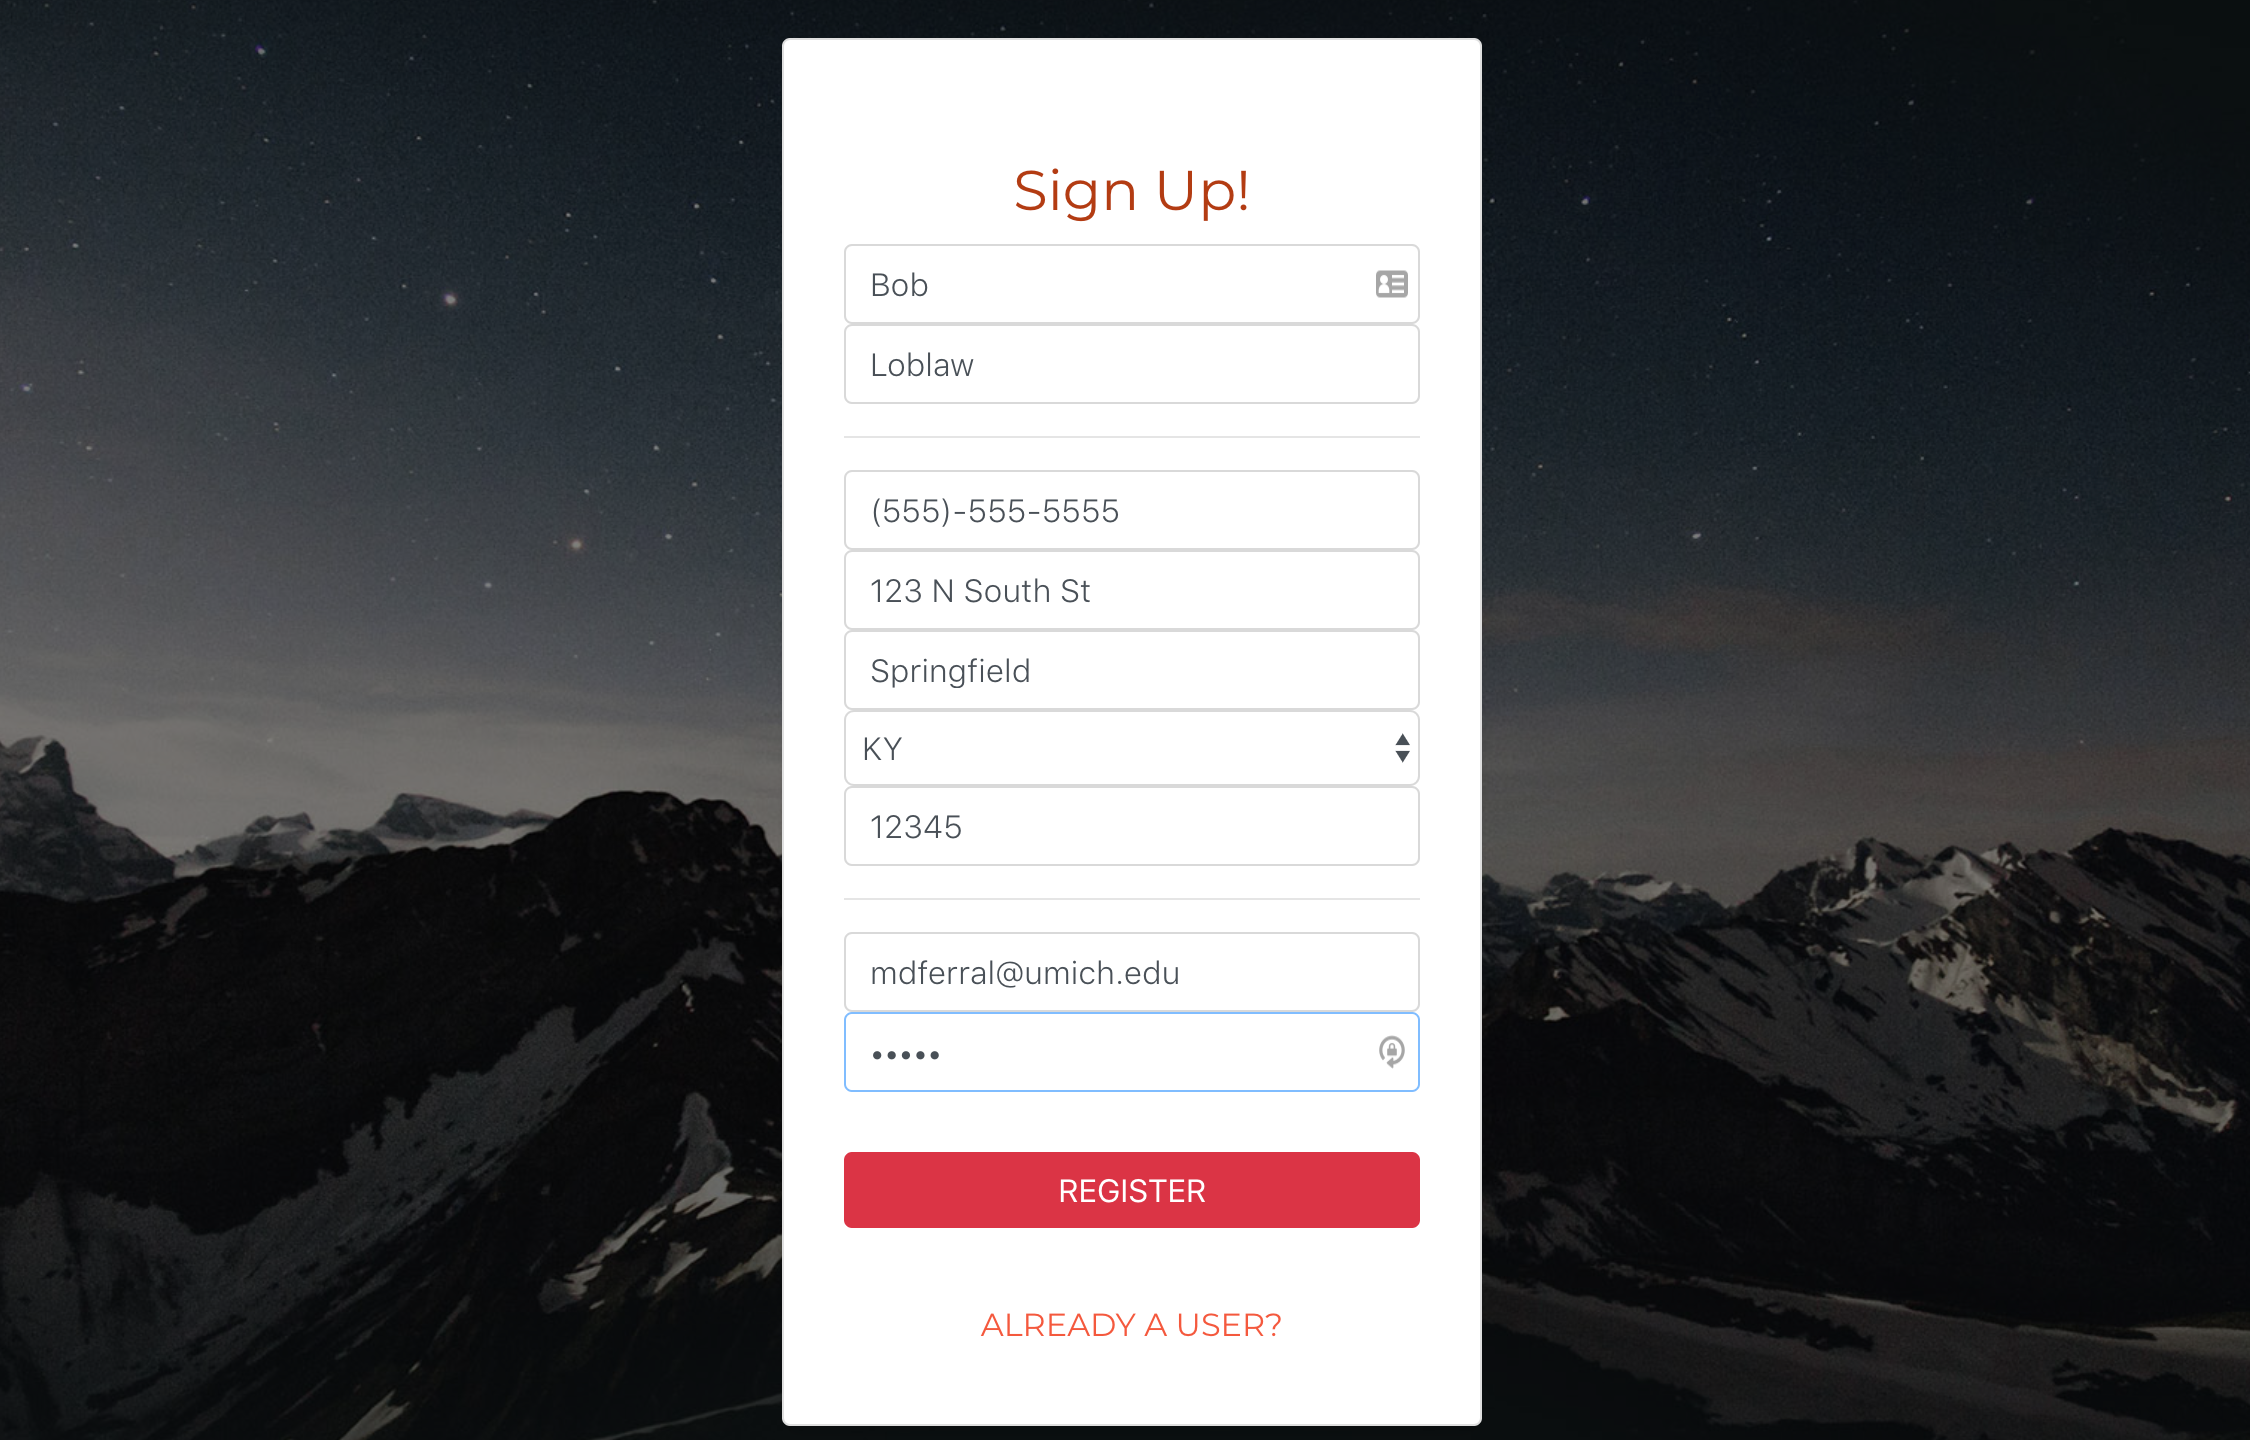 Sign Up!
Bob
Loblaw
(555)-555-5555
123 N South St
Springfield
KY
12345
mdferral@umich.edu
•••••
REGISTER
ALREADY A USER?